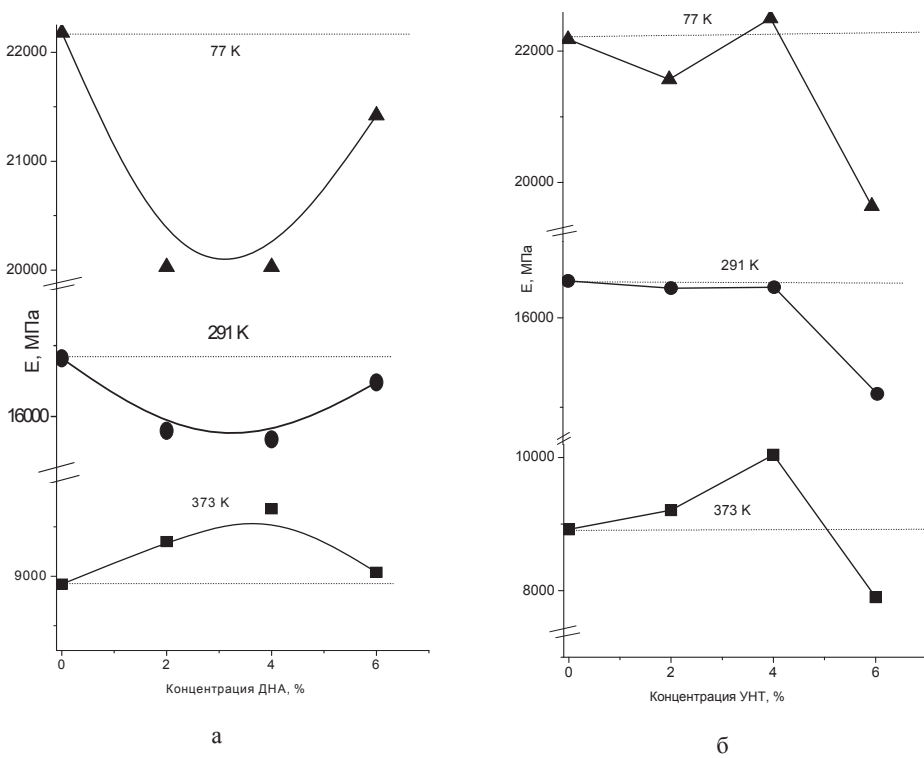 22000
77 K
21000
20000
E, МПа
291 K
16000
373 K
9000
0
2
4
6
Концентрация ДНА, %
а
77 K
22000
20000
E, МПа
291 K
16000
10000
373 K
8000
0
2
4
6
Концентрация УНТ, %
б